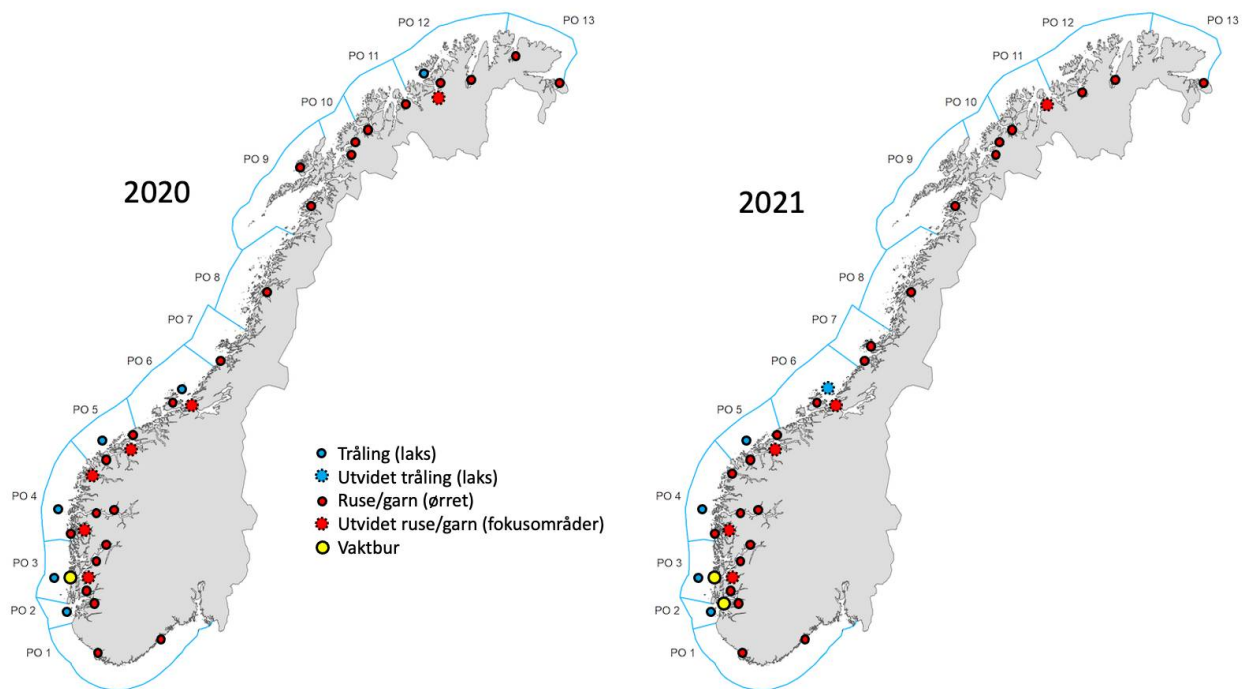 PO 12
PO 13
PO 11
PO 10
PO 9
2020
PO 8
PO 7
PO 6
PO 5
PO 4
PO 3
PO 2
PO 1
Tråling (laks)
Utvidet tråling (laks)
Ruse/garn (ørret)
Utvidet ruse/garn (fokusområder)
Vaktbur
PO 12
PO 13
PO 11
PO 10
PO 9
2021
PO 8
PO 7
PO 6
PO 5
PO 4
PO 3
PO 2
PO 1